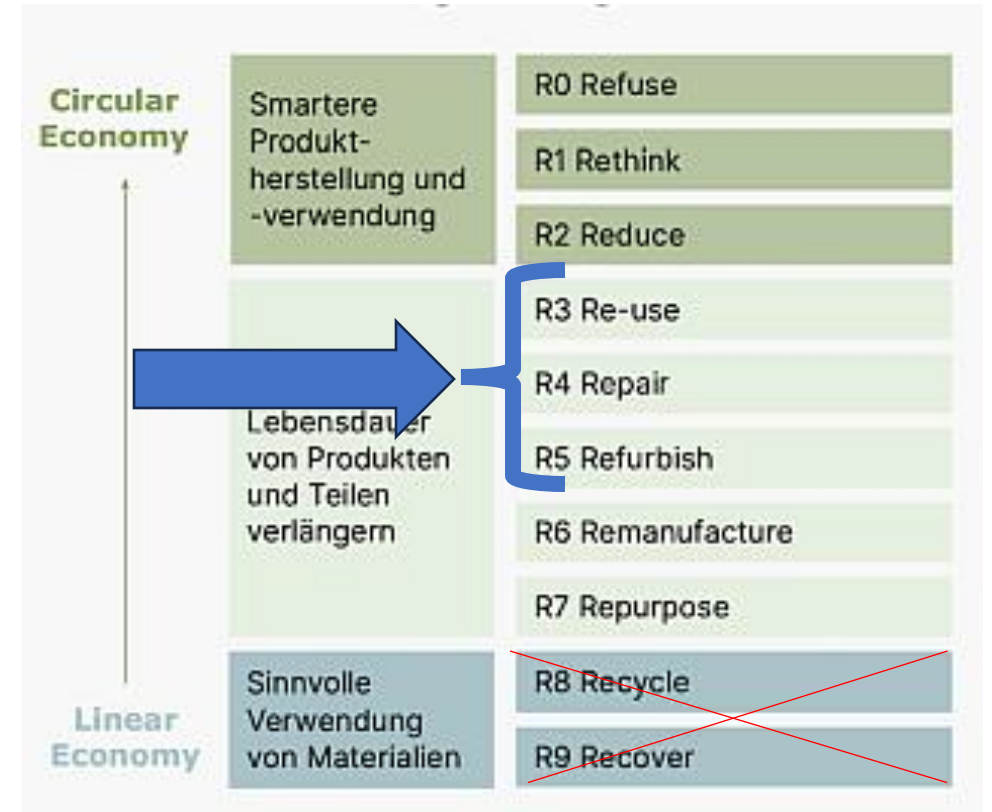 Circular
Economy
Smartere
Produkt-
herstellung und
-verwendung
R0 Refuse
R1 Rethink
R2 Reduce
Lebensdauer
von Produkten
und Teilen
verlängern
R3 Re-use
R4 Repair
R5 Refurbish
R6 Remanufacture
R7 Repurpose
Linear
Economy
Sinnvolle
Verwendung
von Materialien
R8 Recycle
R9 Recover